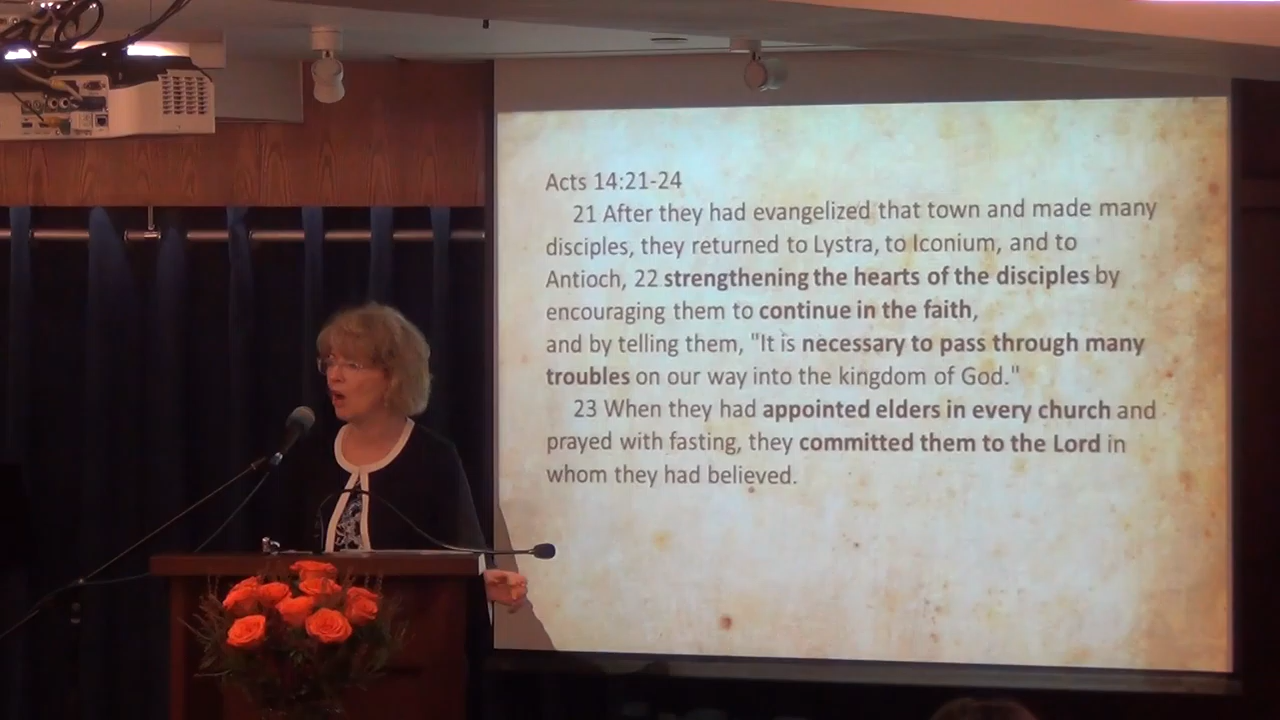 Acts 14:21-24
21 After they had evangelized that town and made many
disciples, they returned to Lystra, to Iconium, and to
Antioch, 22 strengthening the hearts of the disciples by
encouraging them to continue in the faith,
and by telling them, "It is necessary to pass through many
troubles on our way into the kingdom of God."
23 When they had appointed elders in every church and
prayed with fasting, they committed them to the Lord in
whom they had believed.